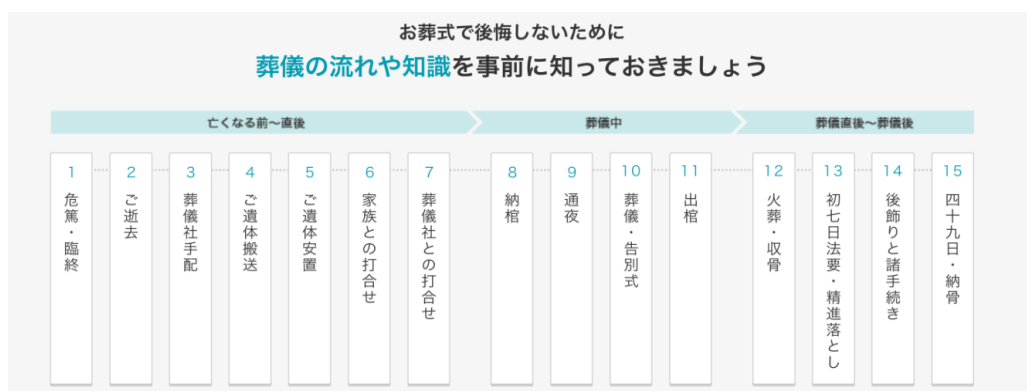 お葬式で後悔しないために
葬儀の流れや知識を事前に知っておきましょう
亡くなる前〜直後
葬儀中
葬儀直後〜葬儀後
1
危篤・臨終
2
ご逝去
3
葬儀社手配
4
ご遺体搬送
5
ご遺体安置
6
家族との打合せ
7
葬儀社との打合せ
8
納棺
9
通夜
10
葬儀・告別式
11
出棺
12
火葬・収骨
13
初七日法要・精進落とし
14
後飾りと諸手続き
15
四十九日・納骨